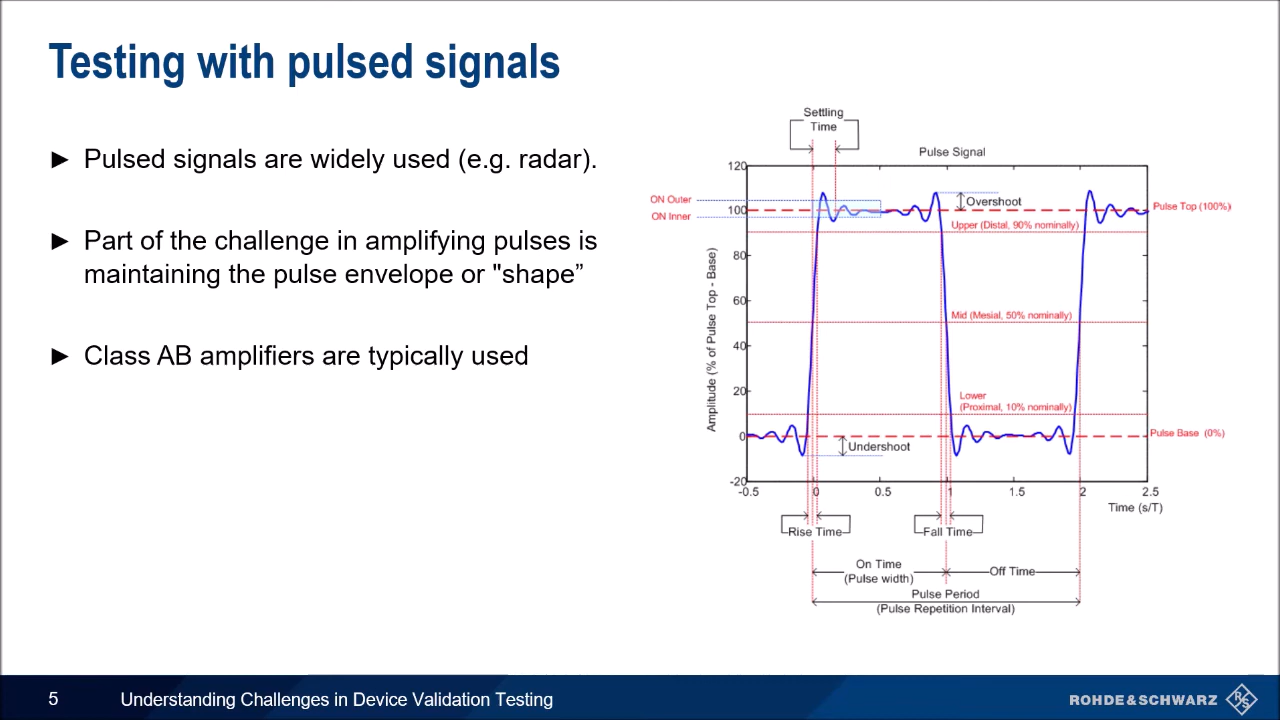 Testing with pulsed signals
► Pulsed signals are widely used (e.g. radar).
► Part of the challenge in amplifying pulses is
maintaining the pulse envelope or "shape”
► Class AB amplifiers are typically used
Settling
Time
Pulse Signal
120
100
80
60
40
20
0
-20
-0.5
0
0.5
1
1.5
2
2.5
Amplitude (% of Pulse Top - Base)
Time (s/T)
ON Outer
ON Inner
Overshoot
Pulse Top (100%)
Upper (Distal, 90% nominally)
Mid (Mesial, 50% nominally)
Lower
(Proximal, 10% nominally)
Pulse Base (0%)
Undershoot
Rise Time
Fall Time
On Time
(Pulse width)
Off Time
Pulse Period
(Pulse Repetition Interval)
5
Understanding Challenges in Device Validation Testing
ROHDE&SCHWARZ
R&S